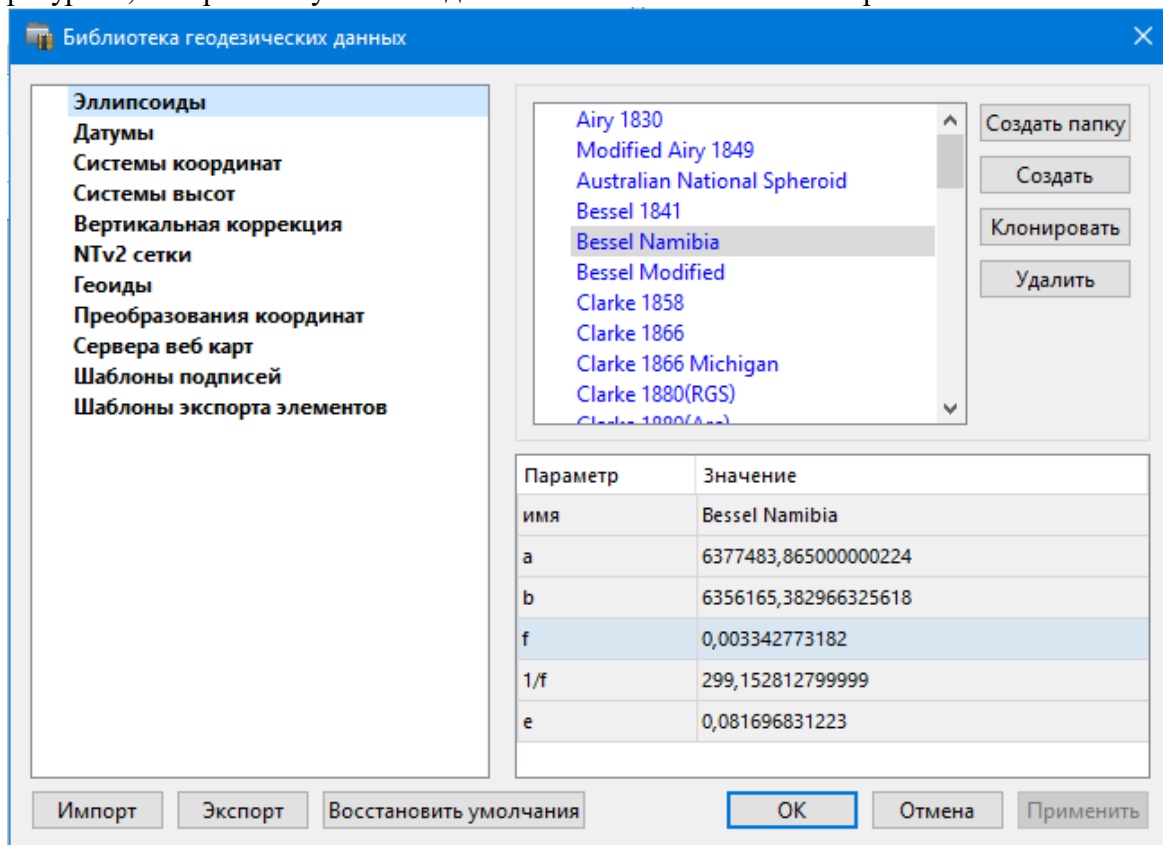 Библиотека геодезических данных
Эллипсоиды
Датумы
Системы координат
Системы высот
Вертикальная коррекция
NTv2 сетки
Геоиды
Преобразования координат
Сервера веб карт
Шаблоны подписей
Шаблоны экспорта элементов
Airy 1830
Modified Airy 1849
Australian National Spheroid
Bessel 1841
Bessel Namibia
Bessel Modified
Clarke 1858
Clarke 1866
Clarke 1866 Michigan
Clarke 1880(RGS)
Clarke 1880(Arc)
Создать папку
Создать
Клонировать
Удалить
Параметр Значение
имя Bessel Namibia
a 6377483,865000000224
b 6356165,382966325618
f 0,003342773182
1/f 299,152812799999
e 0,081696831223
Импорт Экспорт Восстановить умолчания OK Отмена Применить